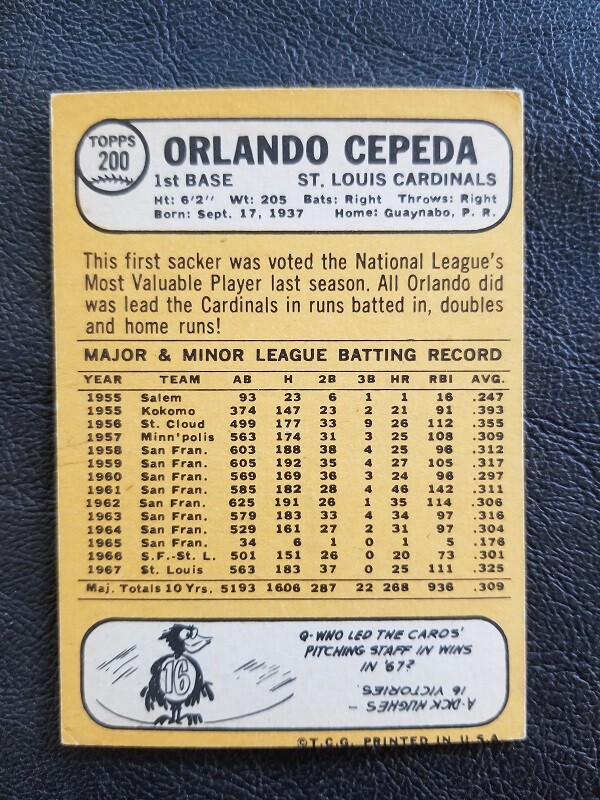 TOPPS
200
ORLANDO CEPEDA
1st BASE ST. LOUIS CARDINALS
Ht: 6'2" Wt: 205 Bats: Right Throws: Right
Born: Sept. 17, 1937 Home: Guaynabo, P. R.
This first sacker was voted the National League's
Most Valuable Player last season. All Orlando did
was lead the Cardinals in runs batted in, doubles
and home runs!
MAJOR & MINOR LEAGUE BATTING RECORD
YEAR TEAM AB H 2B 3B HR RBI AVG.
1955 Salem 93 23 6 1 1 16 .247
1955 Kokomo 374 147 23 2 21 91 .393
1956 St. Cloud 499 177 33 9 26 112 .355
1957 Minn'polis 563 174 31 3 25 108 .309
1958 San Fran. 603 188 38 4 25 96 .312
1959 San Fran. 605 192 35 4 27 105 .317
1960 San Fran. 569 169 36 3 24 96 .297
1961 San Fran. 585 182 28 4 46 142 .311
1962 San Fran. 625 191 26 1 35 114 .306
1963 San Fran. 579 183 33 4 34 97 .316
1964 San Fran. 529 161 27 2 31 97 .304
1965 San Fran. 34 6 1 0 1 5 .176
1966 S.F.-St. L. 501 151 26 0 20 73 .301
1967 St. Louis 563 183 37 0 25 111 .325
Maj. Totals 10 Yrs. 5193 1606 287 22 268 936 .309
16
Q-WHO LED THE CARDS'
PITCHING STAFF IN WINS
IN '67?
A-DICK HUGHES –
16 VICTORIES.
©T.C.G. PRINTED IN U.S.A.